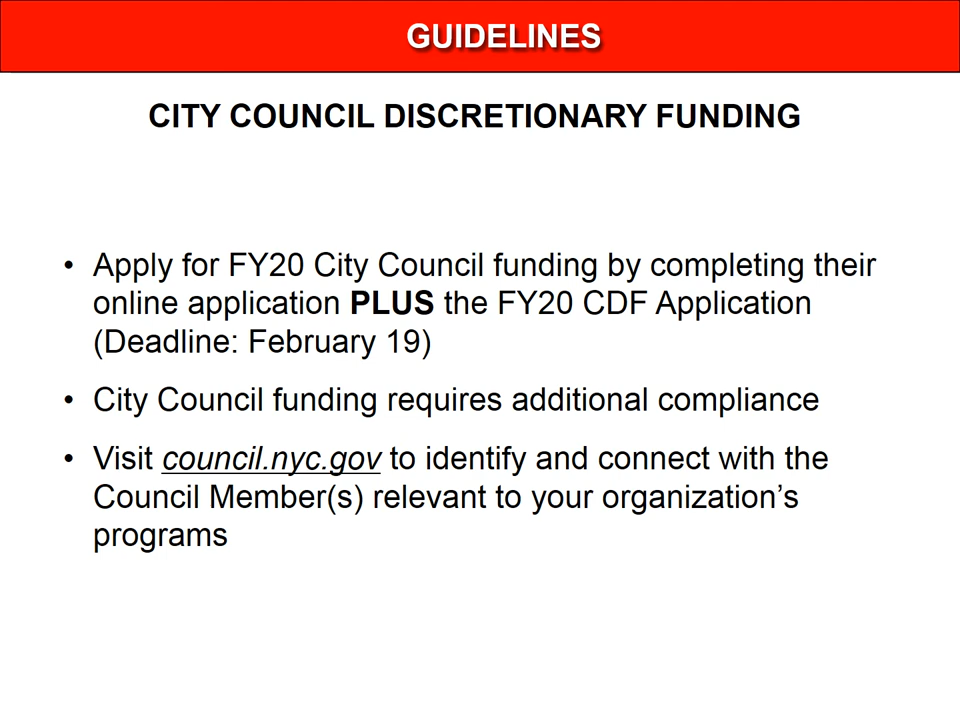 GUIDELINES
CITY COUNCIL DISCRETIONARY FUNDING
• Apply for FY20 City Council funding by completing their
online application PLUS the FY20 CDF Application
(Deadline: February 19)
• City Council funding requires additional compliance
• Visit council.nyc.gov to identify and connect with the
Council Member(s) relevant to your organization’s
programs